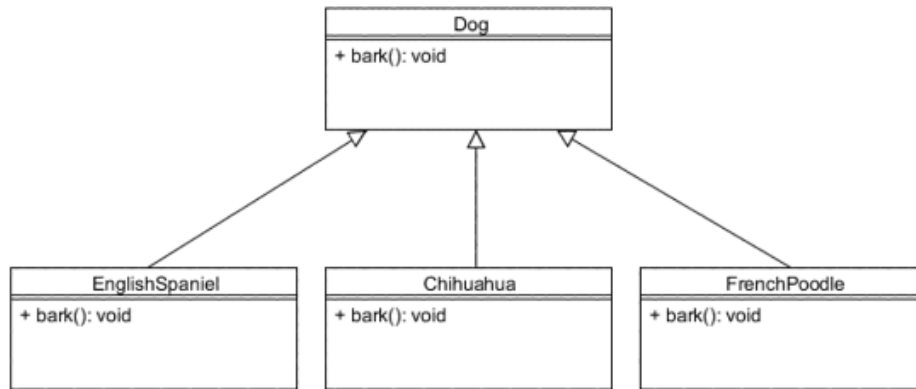 Dog
+ bark(): void
EnglishSpaniel
+ bark(): void
Chihuahua
+ bark(): void
FrenchPoodle
+ bark(): void